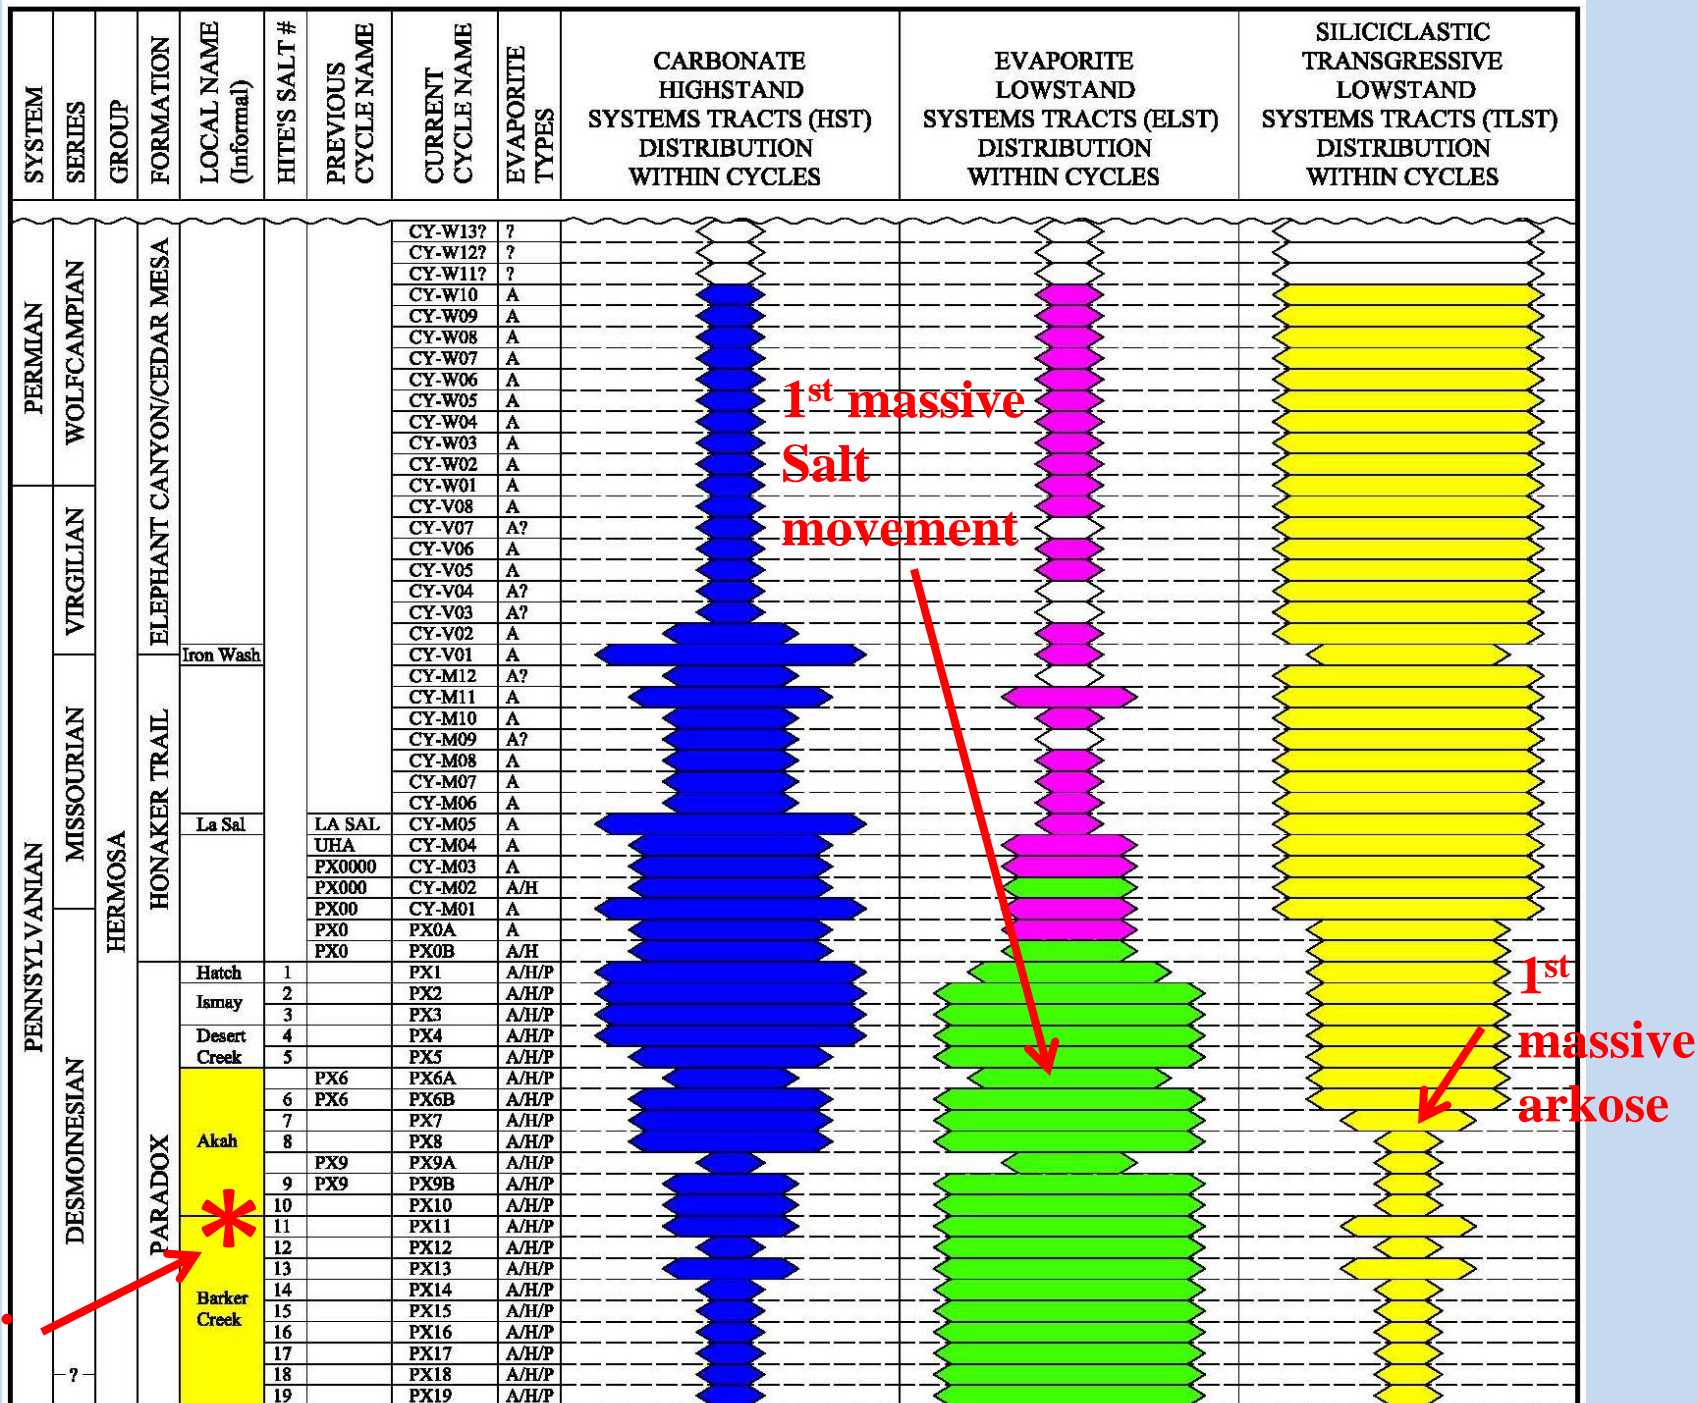 SYSTEM
SERIES
GROUP
FORMATION
LOCAL NAME
(Informal)
HITE'S SALT #
PREVIOUS
CYCLE NAME
CURRENT
CYCLE NAME
EVAPORITE
TYPES
CARBONATE
HIGHSTAND
SYSTEMS TRACTS (HST)
DISTRIBUTION
WITHIN CYCLES
EVAPORITE
LOWSTAND
SYSTEMS TRACTS (ELST)
DISTRIBUTION
WITHIN CYCLES
SILICICLASTIC
TRANSGRESSIVE
LOWSTAND
SYSTEMS TRACTS (TLST)
DISTRIBUTION
WITHIN CYCLES
PERMIAN
PENNSYLVANIAN
WOLFCAMPIAN
VIRGILIAN
MISSOURIAN
DESMOINESIAN
?
HERMOSA
ELEPHANT CANYON/CEDAR MESA
HONAKER TRAIL
PARADOX
CY-W13? ?
CY-W12? ?
CY-W11? ?
CY-W10 A
CY-W09 A
CY-W08 A
CY-W07 A
CY-W06 A
CY-W05 A
CY-W04 A
CY-W03 A
CY-W02 A
CY-W01 A
CY-V08 A
CY-V07 A?
CY-V06 A
CY-V05 A
CY-V04 A?
CY-V03 A?
CY-V02 A
Iron Wash CY-V01 A
CY-M12 A?
CY-M11 A
CY-M10 A
CY-M09 A?
CY-M08 A
CY-M07 A
CY-M06 A
La Sal LA SAL CY-M05 A
UHA CY-M04 A
PX0000 CY-M03 A
PX000 CY-M02 A/H
PX00 CY-M01 A
PX0 PX0A A
PX0 PX0B A/H
Hatch 1 PX1 A/H/P
Ismay
2 PX2 A/H/P
3 PX3 A/H/P
Desert 4 PX4 A/H/P
Creek 5 PX5 A/H/P
PX6 PX6A A/H/P
6 PX6 PX6B A/H/P
7 PX7 A/H/P
Akah 8 PX8 A/H/P
PX9 PX9A A/H/P
9 PX9 PX9B A/H/P
10 PX10 A/H/P
*
11 PX11 A/H/P
12 PX12 A/H/P
13 PX13 A/H/P
Barker 14 PX14 A/H/P
Creek 15 PX15 A/H/P
16 PX16 A/H/P
17 PX17 A/H/P
18 PX18 A/H/P
19 PX19 A/H/P
1st massive
Salt
movement
1st
massive
arkose